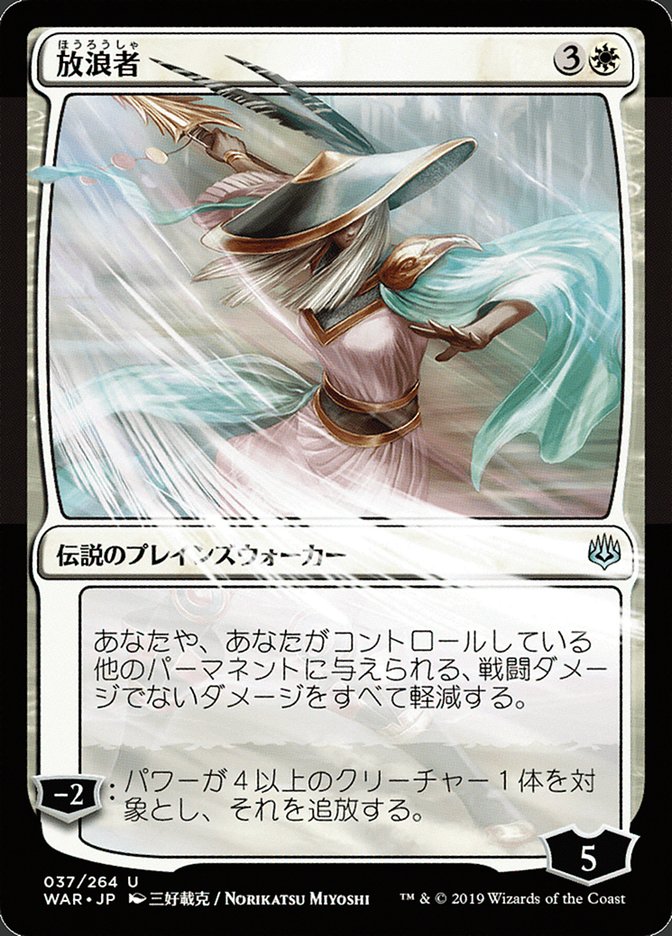 ほうろうしゃ
放浪者 3
伝説のプレインズウォーカー
あなたや、あなたがコントロールしている
他のパーマネントに与えられる、戦闘ダメー
ジでないダメージをすべて軽減する。
-2 : パワーが4以上のクリーチャー1体を対
象とし、それを追放する。
5
037/264 U
WAR • JP 三好載克 / NORIKATSU MIYOSHI ™ & © 2019 Wizards of the Coast